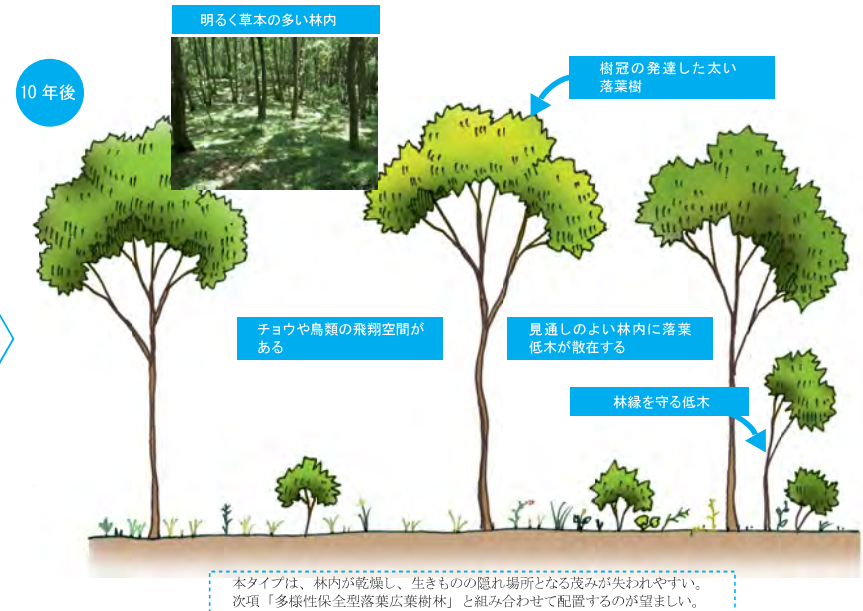 明るく草本の多い林内
10 年後
樹冠の発達した太い
落葉樹
チョウや鳥類の飛翔空間が
ある
見通しのよい林内に落葉
低木が散在する
林縁を守る低木
本タイプは、林内が乾燥し、生きものの隠れ場所となる茂みが失われやすい。
次項「多様性保全型落葉広葉樹林」と組み合わせて配置するのが望ましい。